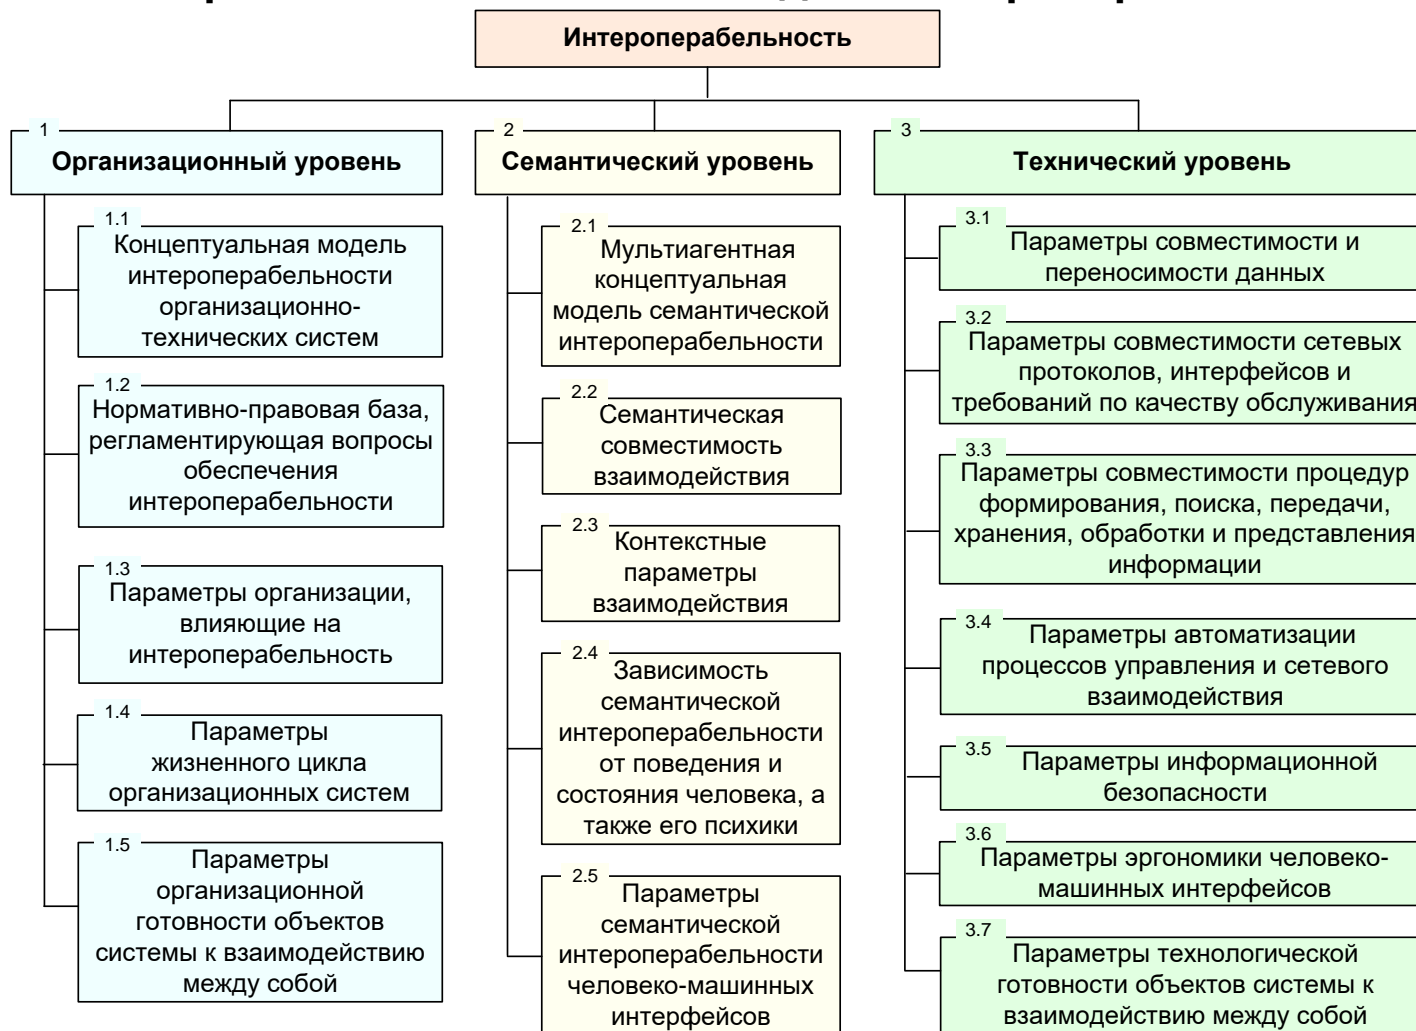 Интероперабельность
1
Организационный уровень
1.1
Концептуальная модель
интероперабельности
организационно-
технических систем
1.2
Нормативно-правовая база,
регламентирующая вопросы
обеспечения
интероперабельности
1.3
Параметры организации,
влияющие на
интероперабельность
1.4
Параметры
жизненного цикла
организационных систем
1.5
Параметры
организационной
готовности объектов
системы к взаимодействию
между собой
2
Семантический уровень
2.1
Мультиагентная
концептуальная
модель семантической
интероперабельности
2.2
Семантическая
совместимость
взаимодействия
2.3
Контекстные
параметры
взаимодействия
2.4
Зависимость
семантической
интероперабельности
от поведения и
состояния человека, а
также его психики
2.5
Параметры
семантической
интероперабельности
человеко-машинных
интерфейсов
3
Технический уровень
3.1
Параметры совместимости и
переносимости данных
3.2
Параметры совместимости сетевых
протоколов, интерфейсов и
требований по качеству обслуживания
3.3
Параметры совместимости процедур
формирования, поиска, передачи,
хранения, обработки и представления
информации
3.4
Параметры автоматизации
процессов управления и сетевого
взаимодействия
3.5
Параметры информационной
безопасности
3.6
Параметры эргономики человеко-
машинных интерфейсов
3.7
Параметры технологической
готовности объектов системы к
взаимодействию между собой